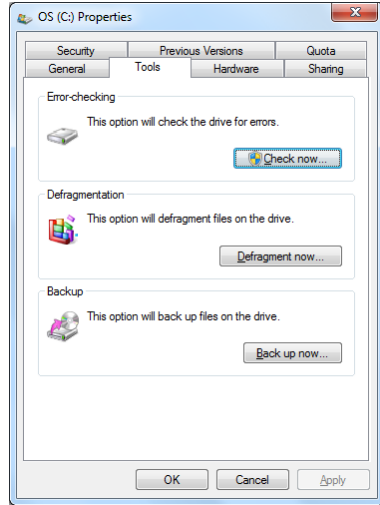 OS (C:) Properties
Security Previous Versions Quota
General Tools Hardware Sharing
Error-checking
This option will check the drive for errors.
Check now...
Defragmentation
This option will defragment files on the drive.
Defragment now...
Backup
This option will back up files on the drive.
Back up now...
OK Cancel Apply